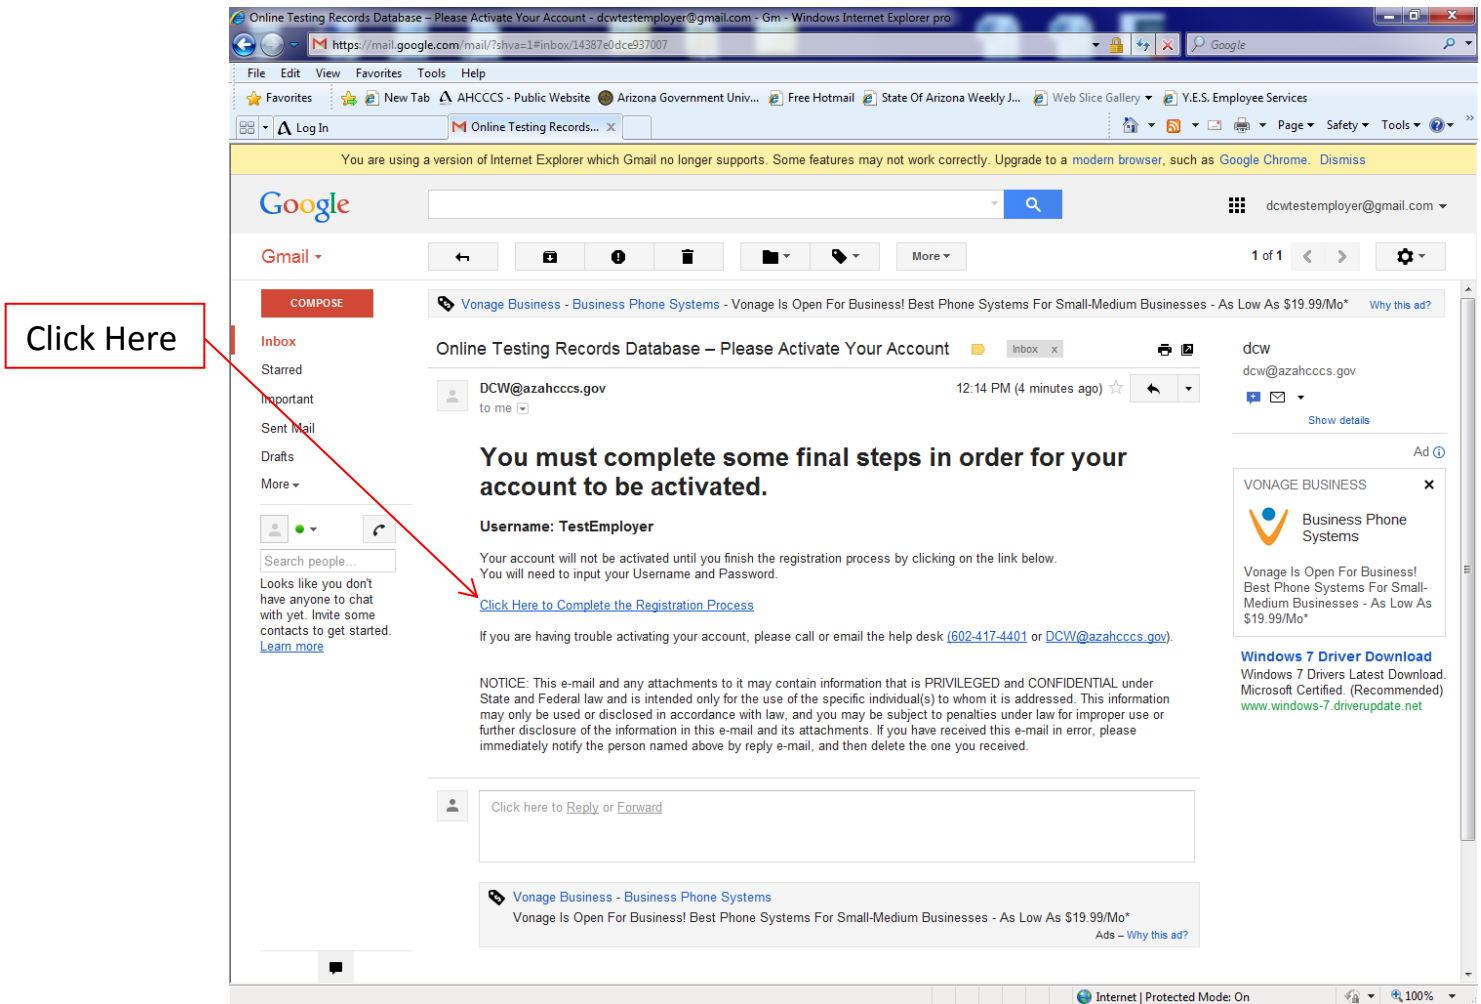 Online Testing Records Database – Please Activate Your Account - dcwtestemployer@gmail.com - Gm - Windows Internet Explorer pro
https://mail.google.com/mail/?shva=1#inbox/14387e0dce937007
Google
File Edit View Favorites Tools Help
Favorites New Tab AHCCCS - Public Website Arizona Government Univ... Free Hotmail State Of Arizona Weekly J... Web Slice Gallery Y.E.S. Employee Services
Log In Online Testing Records... X Page Safety Tools
You are using a version of Internet Explorer which Gmail no longer supports. Some features may not work correctly. Upgrade to a modern browser, such as Google Chrome. Dismiss
Google
dcwtestemployer@gmail.com
Gmail
More
1 of 1
COMPOSE
Vonage Business - Business Phone Systems - Vonage Is Open For Business! Best Phone Systems For Small-Medium Businesses - As Low As $19.99/Mo* Why this ad?
Click Here
Inbox
Starred
Important
Sent Mail
Drafts
More
Search people...
Looks like you don't
have anyone to chat
with yet. Invite some
contacts to get started.
Learn more
Online Testing Records Database – Please Activate Your Account Inbox x
DCW@azahcccs.gov 12:14 PM (4 minutes ago)
to me
You must complete some final steps in order for your
account to be activated.
Username: TestEmployer
Your account will not be activated until you finish the registration process by clicking on the link below.
You will need to input your Username and Password.
Click Here to Complete the Registration Process
If you are having trouble activating your account, please call or email the help desk (602-417-4401 or DCW@azahcccs.gov).
NOTICE: This e-mail and any attachments to it may contain information that is PRIVILEGED and CONFIDENTIAL under
State and Federal law and is intended only for the use of the specific individual(s) to whom it is addressed. This information
may only be used or disclosed in accordance with law, and you may be subject to penalties under law for improper use or
further disclosure of the information in this e-mail and its attachments. If you have received this e-mail in error, please
immediately notify the person named above by reply e-mail, and then delete the one you received.
Click here to Reply or Forward
Vonage Business - Business Phone Systems
Vonage Is Open For Business! Best Phone Systems For Small-Medium Businesses - As Low As $19.99/Mo*
Ads – Why this ad?
dcw
dcw@azahcccs.gov
Show details
Ad
VONAGE BUSINESS
Business Phone
Systems
Vonage Is Open For Business!
Best Phone Systems For Small-
Medium Businesses - As Low As
$19.99/Mo*
Windows 7 Driver Download
Windows 7 Drivers Latest Download.
Microsoft Certified. (Recommended)
www.windows-7.driverupdate.net
Internet | Protected Mode: On 100%